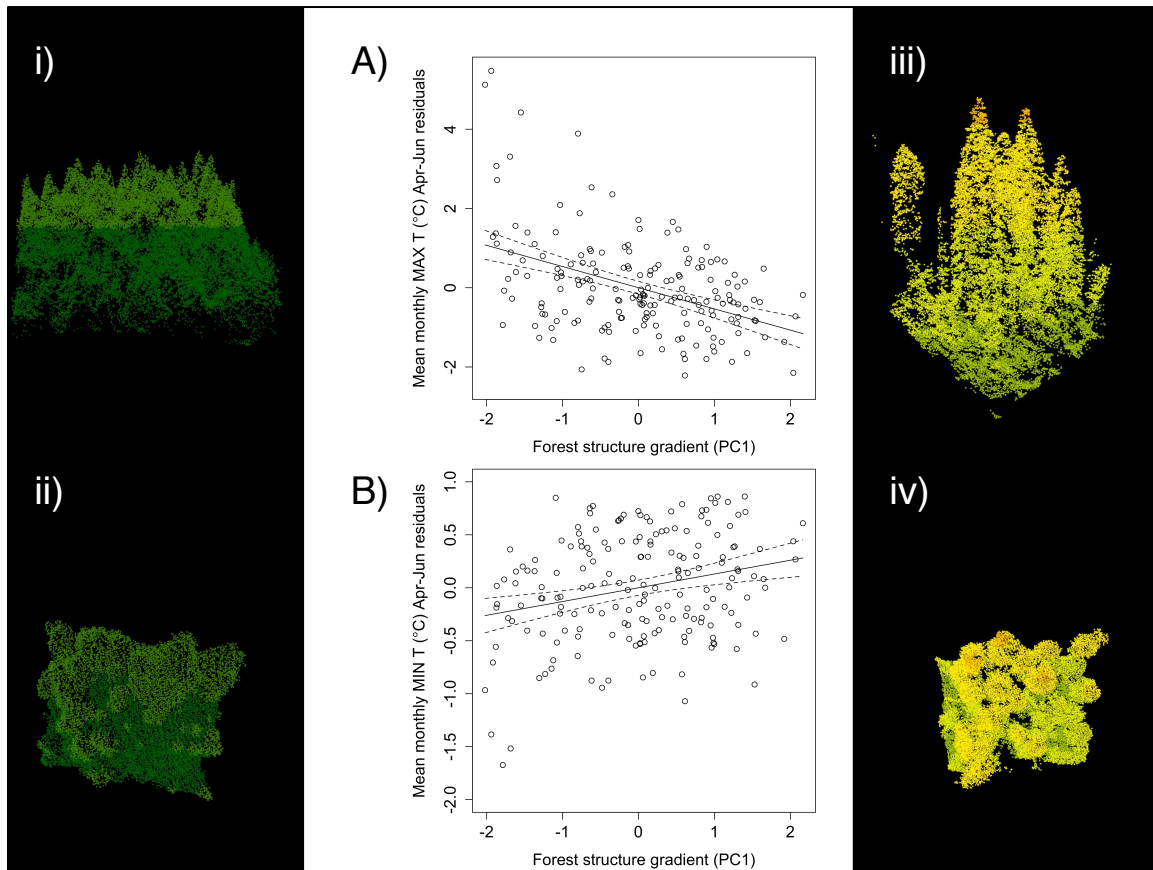 i)
A)
iii)
Mean monthly MAX T (°C) Apr-Jun residuals
4
2
0
-2
-2 -1 0 1 2
Forest structure gradient (PC1)
ii)
B)
iv)
Mean monthly MIN T (°C) Apr-Jun residuals
1.0
0.5
0.0
-0.5
-1.0
-1.5
-2.0
-2 -1 0 1 2
Forest structure gradient (PC1)